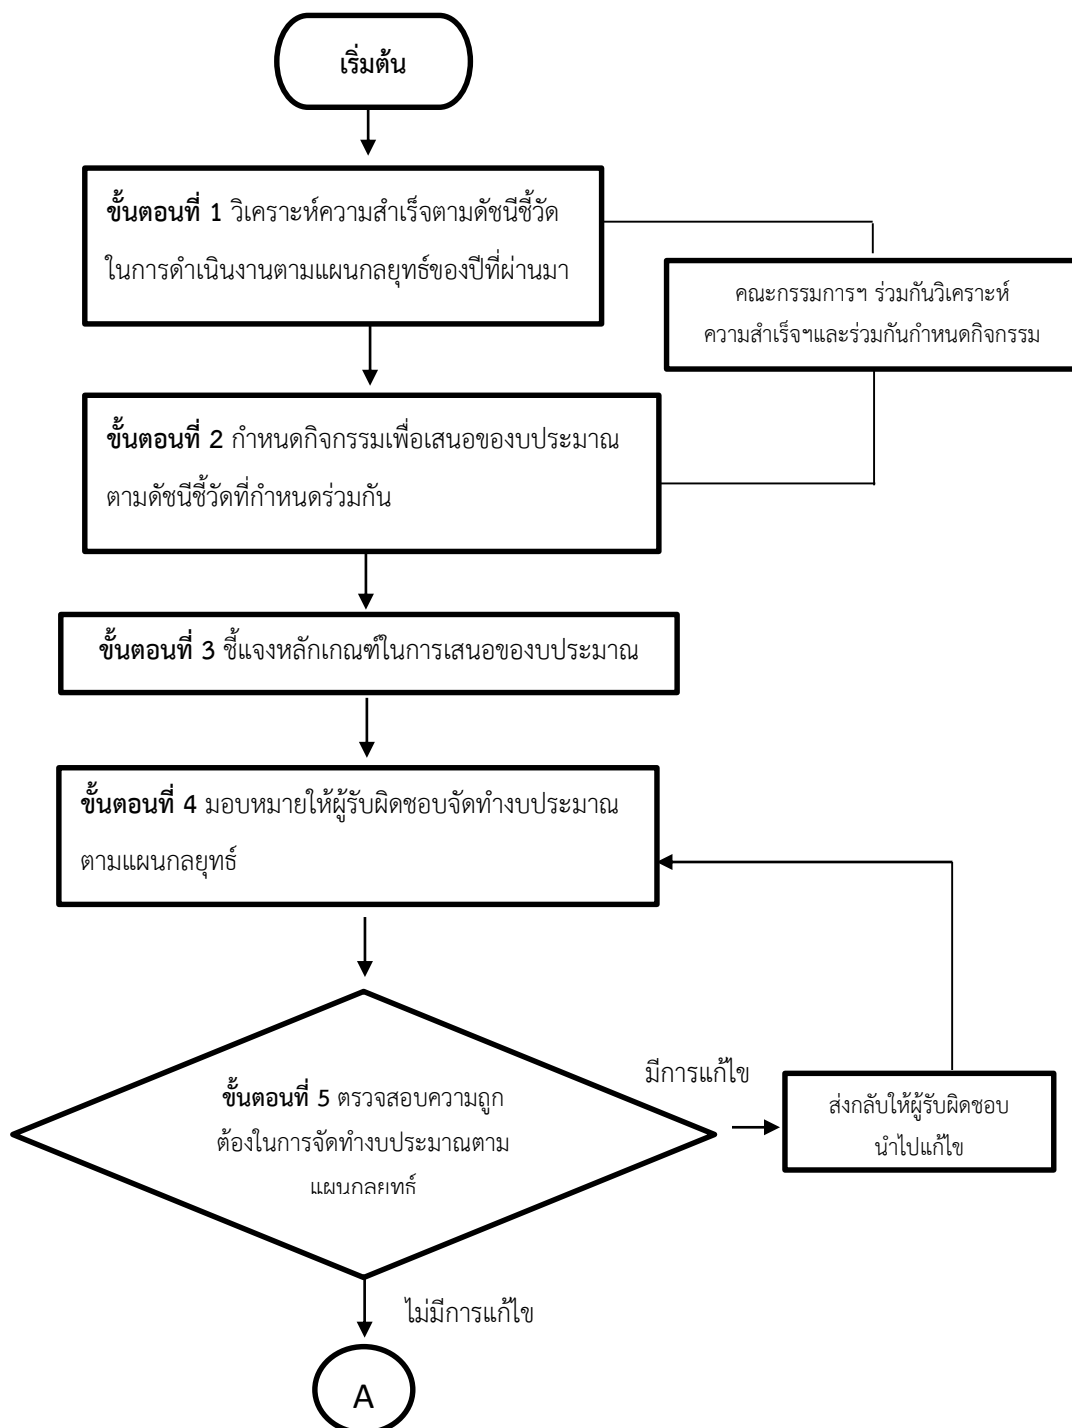 เริ่มต้น
ขั้นตอนที่ 1 วิเคราะห์ความสำเร็จตามดัชนีชี้วัด
ในการดำเนินงานตามแผนกลยุทธ์ของปีที่ผ่านมา
คณะกรรมการฯ ร่วมกันวิเคราะห์
ความสำเร็จฯและร่วมกันกำหนดกิจกรรม
ขั้นตอนที่ 2 กำหนดกิจกรรมเพื่อเสนอของบประมาณ
ตามดัชนีชี้วัดที่กำหนดร่วมกัน
ขั้นตอนที่ 3 ชี้แจงหลักเกณฑ์ในการเสนอของบประมาณ
ขั้นตอนที่ 4 มอบหมายให้ผู้รับผิดชอบจัดทำงบประมาณ
ตามแผนกลยุทธ์
ขั้นตอนที่ 5 ตรวจสอบความถูก
ต้องในการจัดทำงบประมาณตาม
แผนกลยุทธ์
มีการแก้ไข
ส่งกลับให้ผู้รับผิดชอบ
นำไปแก้ไข
ไม่มีการแก้ไข
A